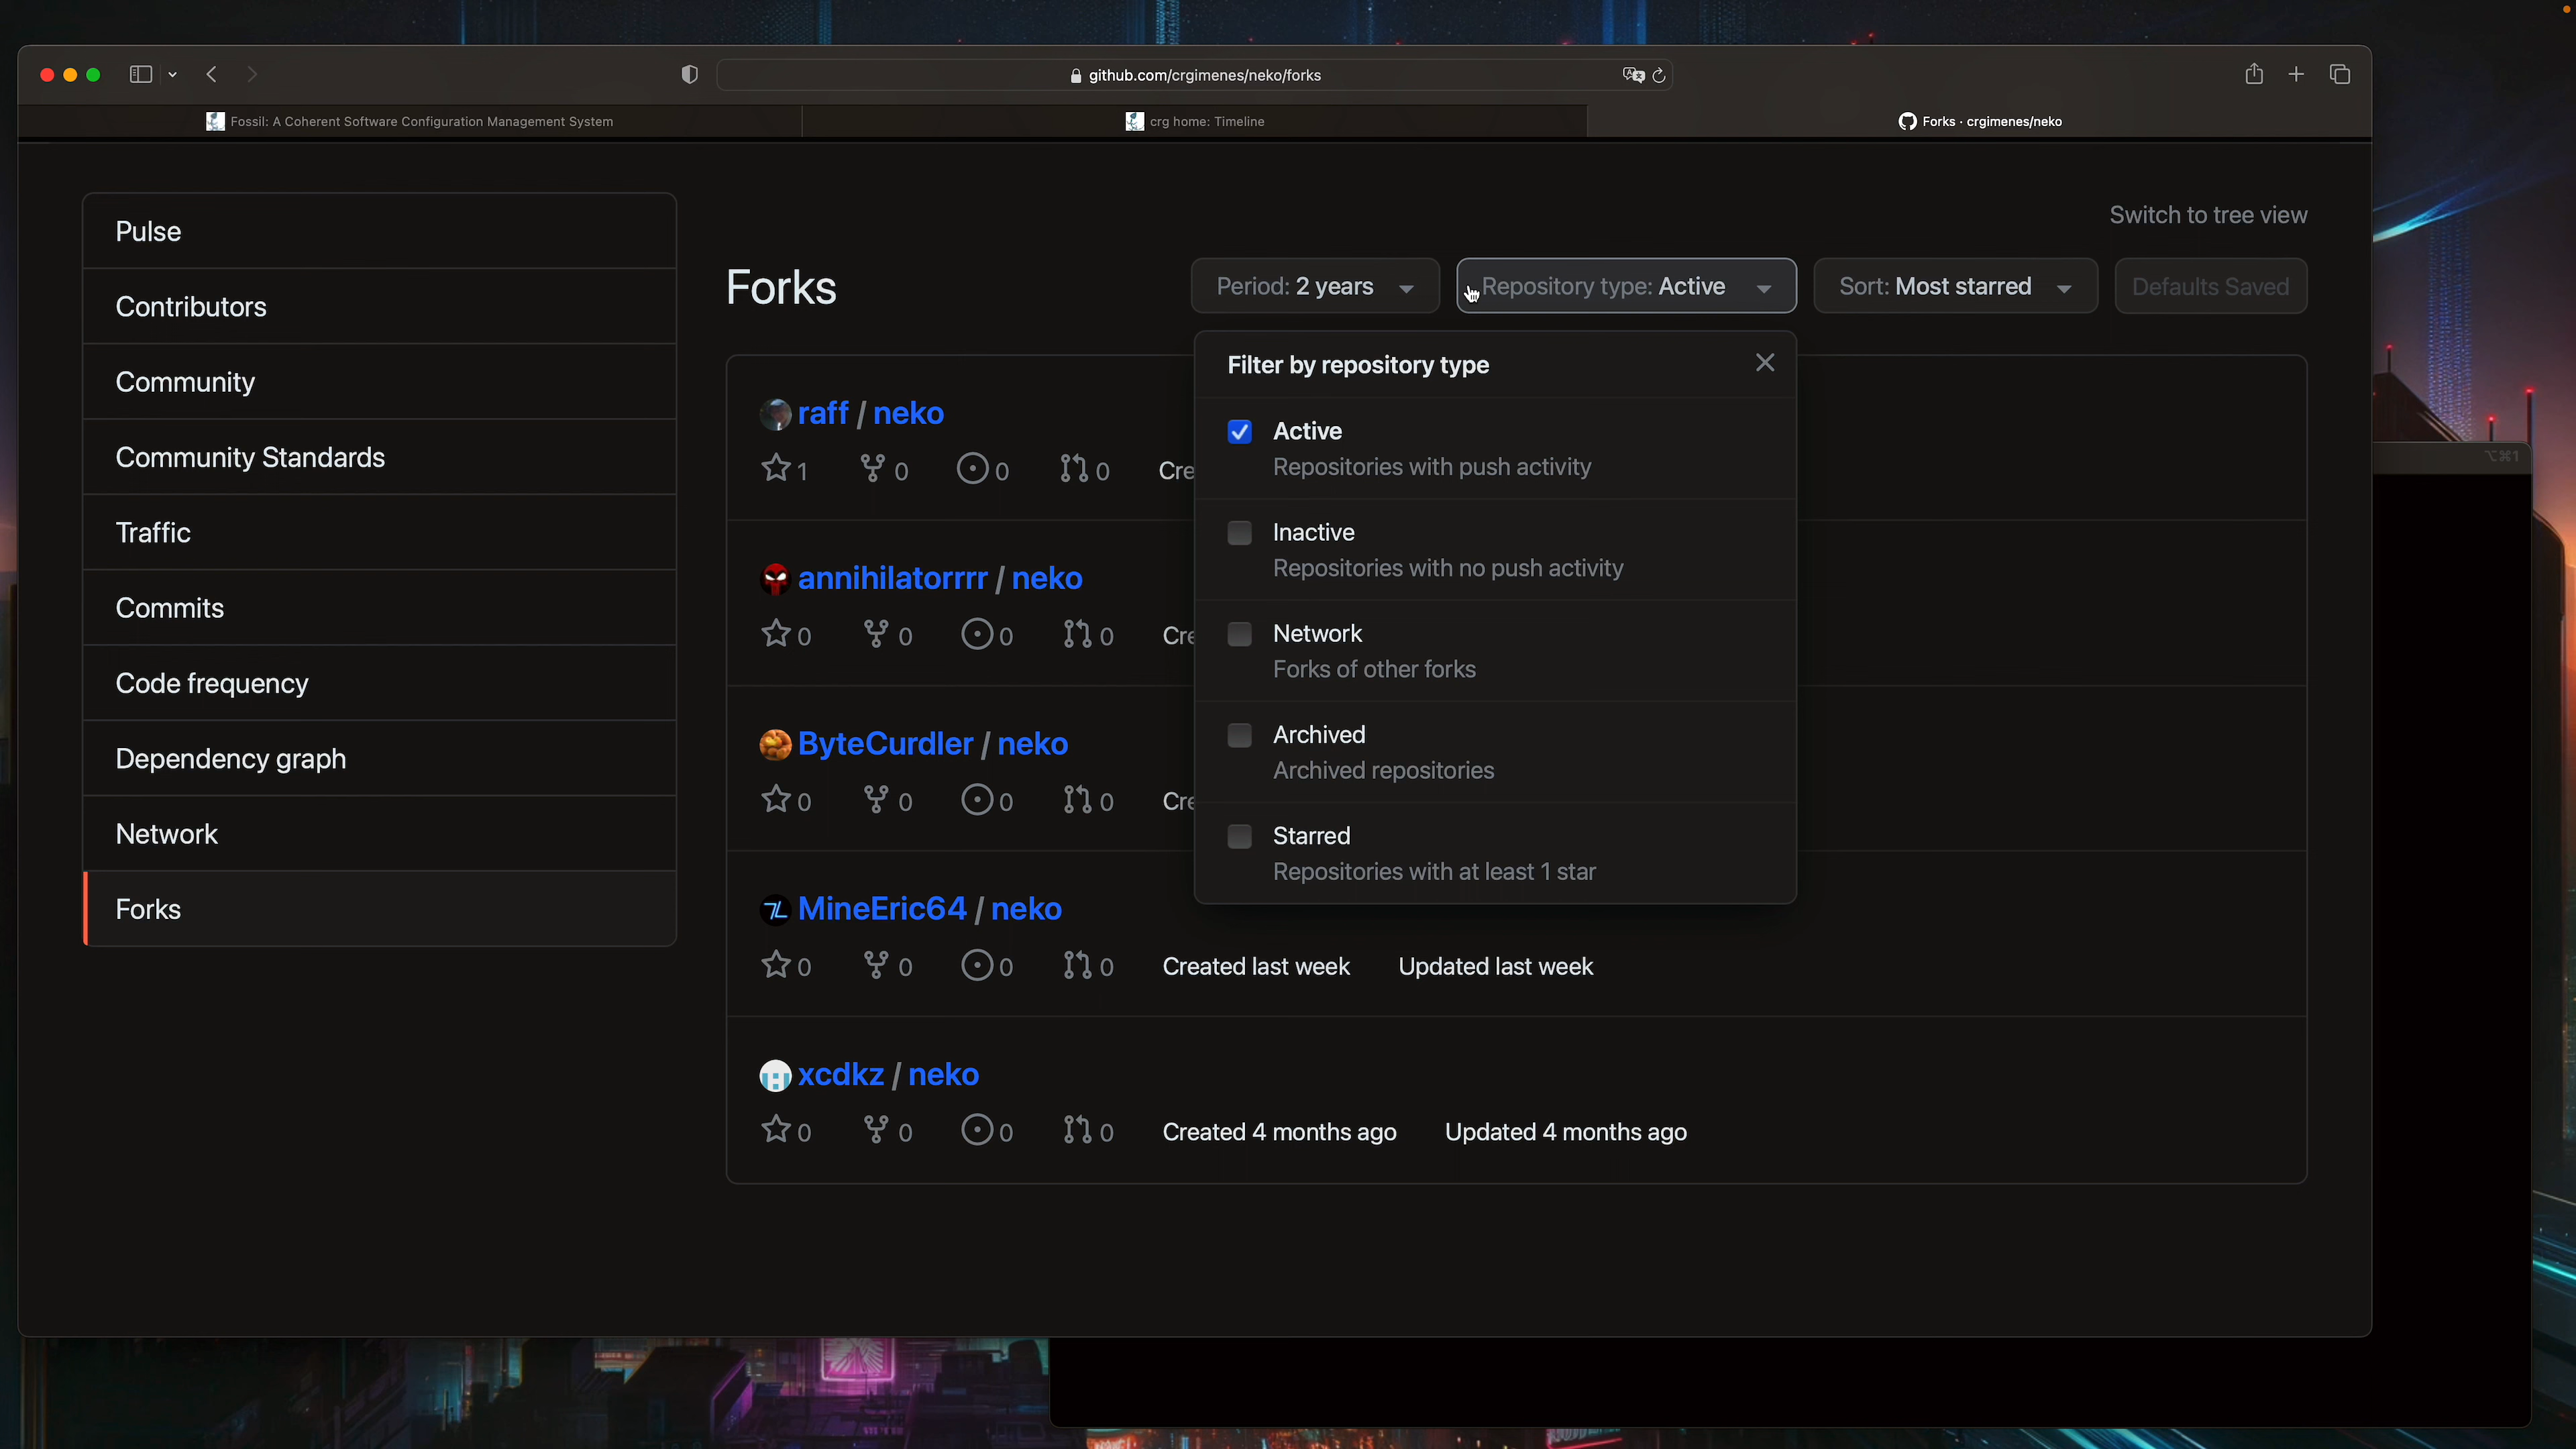 github.com/crgimenes/neko/forks
Fossil: A Coherent Software Configuration Management System
crg home: Timeline
Forks · crgimenes/neko
Pulse
Contributors
Community
Community Standards
Traffic
Commits
Code frequency
Dependency graph
Network
Forks
Switch to tree view
Forks
Period: 2 years
Repository type: Active
Sort: Most starred
Defaults Saved
Filter by repository type
Active
Repositories with push activity
Inactive
Repositories with no push activity
Network
Forks of other forks
Archived
Archived repositories
Starred
Repositories with at least 1 star
raff / neko
1 0 0 0 Cre
annihilatorrrr / neko
0 0 0 0 Cre
ByteCurdler / neko
0 0 0 0 Cre
MineEric64 / neko
0 0 0 0 Created last week Updated last week
xcdkz / neko
0 0 0 0 Created 4 months ago Updated 4 months ago
⌥⌘1